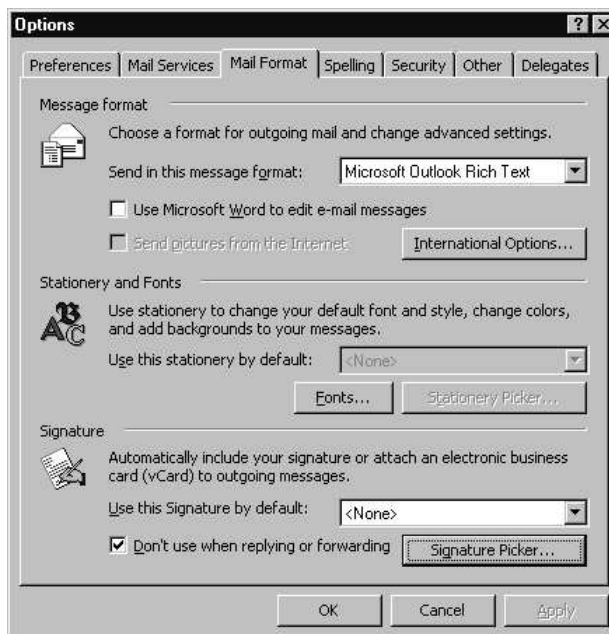 Options
Preferences Mail Services Mail Format Spelling Security Other Delegates
Message format
Choose a format for outgoing mail and change advanced settings.
Send in this message format: Microsoft Outlook Rich Text
Use Microsoft Word to edit e-mail messages
Send pictures from the Internet International Options...
Stationery and Fonts
Use stationery to change your default font and style, change colors,
and add backgrounds to your messages.
Use this stationery by default: <None>
Fonts... Stationery Picker...
Signature
Automatically include your signature or attach an electronic business
card (vCard) to outgoing messages.
Use this Signature by default: <None>
Don't use when replying or forwarding Signature Picker...
OK Cancel Apply